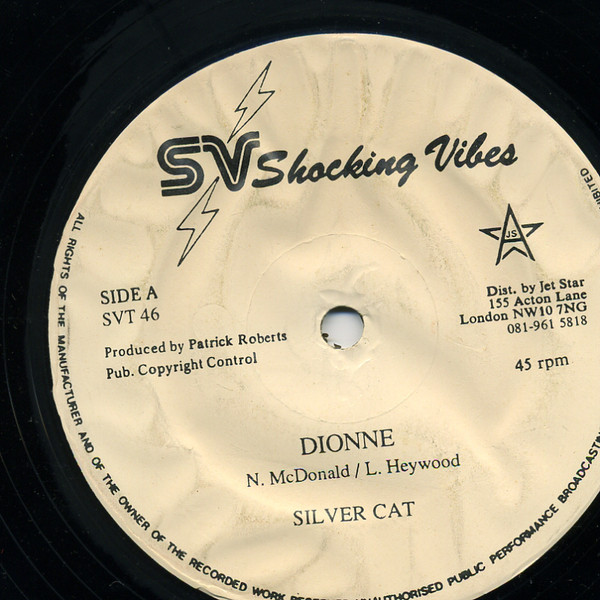 SV Shocking Vibes
JS
SIDE A
SVT 46
Produced by Patrick Roberts
Pub. Copyright Control
Dist. by Jet Star
155 Acton Lane
London NW10 7NG
081-961 5818
45 rpm
DIONNE
N. McDonald / L. Heywood
SILVER CAT
ALL RIGHTS OF THE MANUFACTURER AND OF THE OWNER OF THE RECORDED WORK PUBLIC PERFORMANCE BROADCASTIN